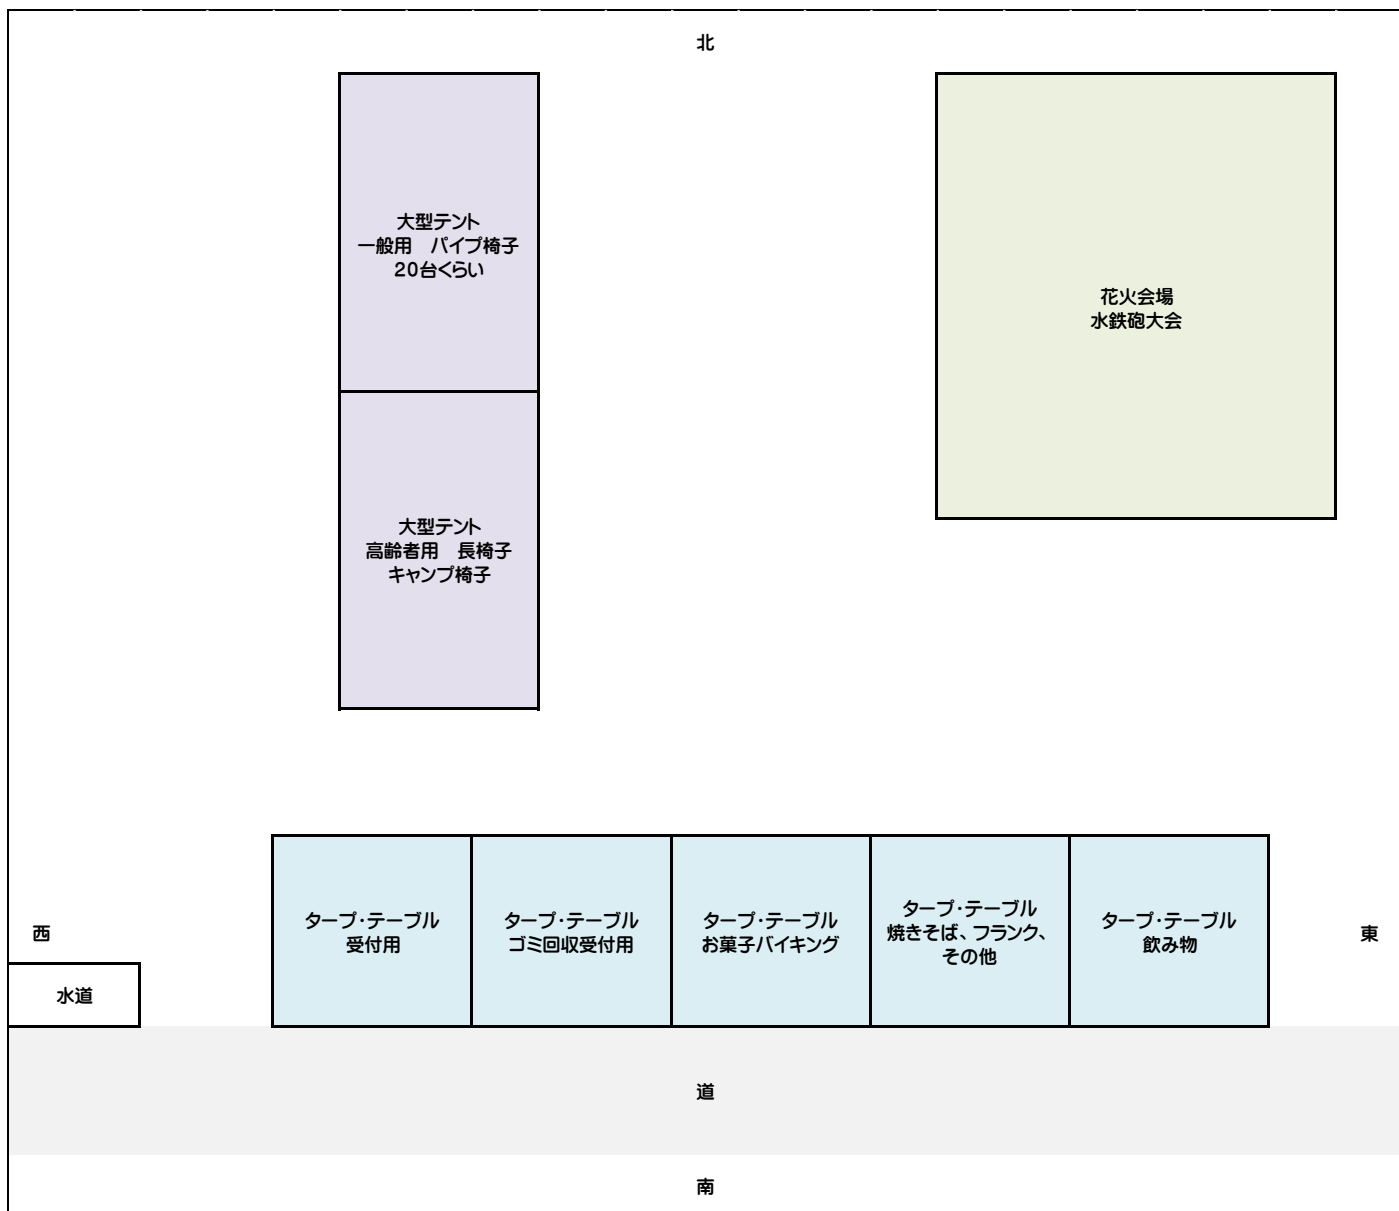 北
大型テント
一般用　パイプ椅子
20台くらい
花火会場
水鉄砲大会
大型テント
高齢者用　長椅子
キャンプ椅子
西
水道
タープ・テーブル
受付用
タープ・テーブル
ゴミ回収受付用
タープ・テーブル
お菓子バイキング
タープ・テーブル
焼きそば、フランク、
その他
タープ・テーブル
飲み物
東
道
南